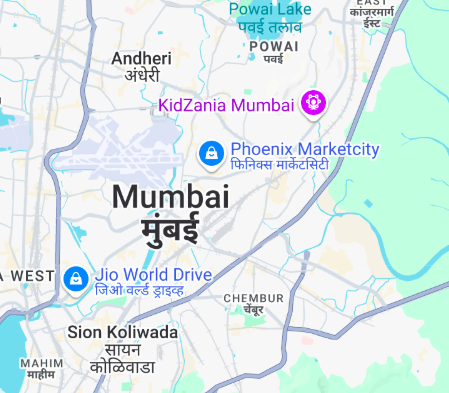 Powai Lake
पवई तलाव
EAST
कांजरमार्ग
ईस्ट
POWAI
पवई
Andheri
अंधेरी
KidZania Mumbai
Phoenix Marketcity
फिनिक्स मार्केटसिटी
Mumbai
मुंबई
A WEST
Jio World Drive
जिओ वर्ल्ड ड्राइव्ह
CHEMBUR
चेंबूर
Sion Koliwada
सायन
कोळिवाडा
MAHIM
माहीम